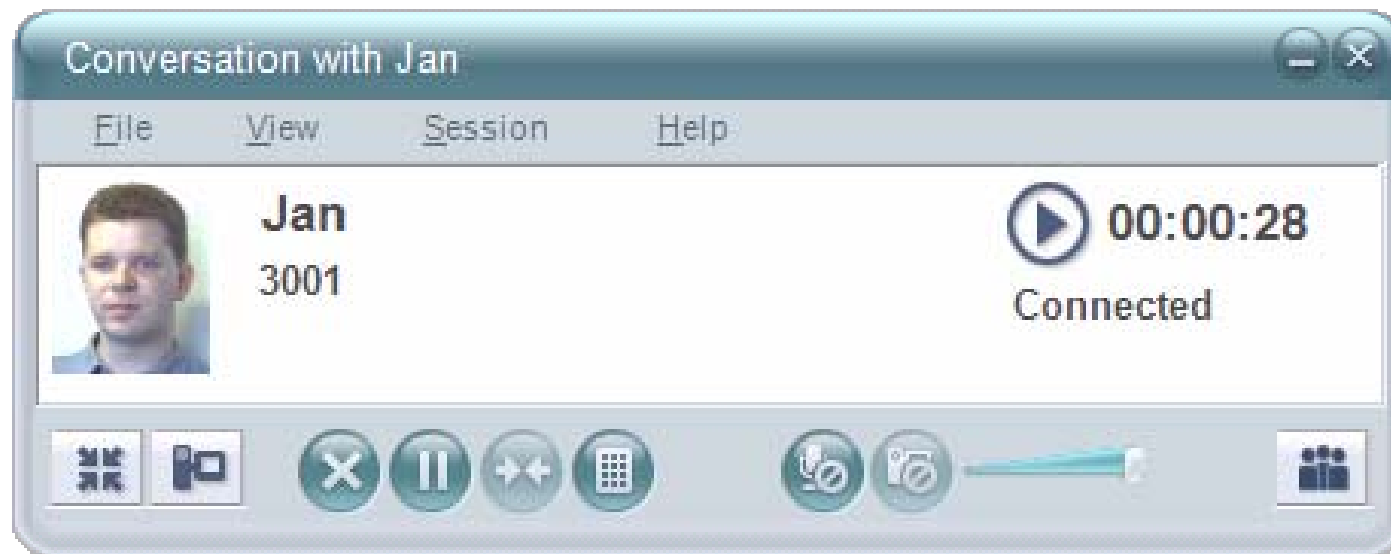 Conversation with Jan
File View Session Help
Jan
3001
00:00:28
Connected